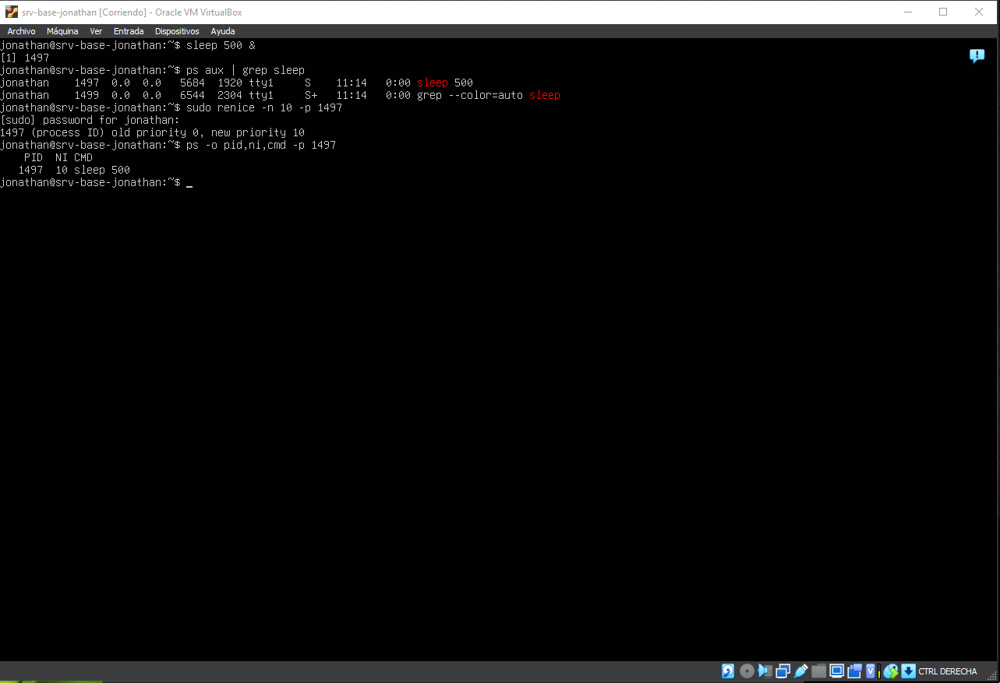 srv-base-jonathan [Corriendo] - Oracle VM VirtualBox
Archivo Máquina Ver Entrada Dispositivos Ayuda
jonathan@srv-base-jonathan:~$ sleep 500 &
[1] 1497
jonathan@srv-base-jonathan:~$ ps aux | grep sleep
jonathan    1497  0.0  0.0   5684  1920 tty1     S    11:14   0:00 sleep 500
jonathan    1499  0.0  0.0   6544  2304 tty1     S+   11:14   0:00 grep --color=auto sleep
jonathan@srv-base-jonathan:~$ sudo renice -n 10 -p 1497
[sudo] password for jonathan:
1497 (process ID) old priority 0, new priority 10
jonathan@srv-base-jonathan:~$ ps -o pid,ni,cmd -p 1497
    PID  NI CMD
   1497  10 sleep 500
jonathan@srv-base-jonathan:~$ _
CTRL DERECHA